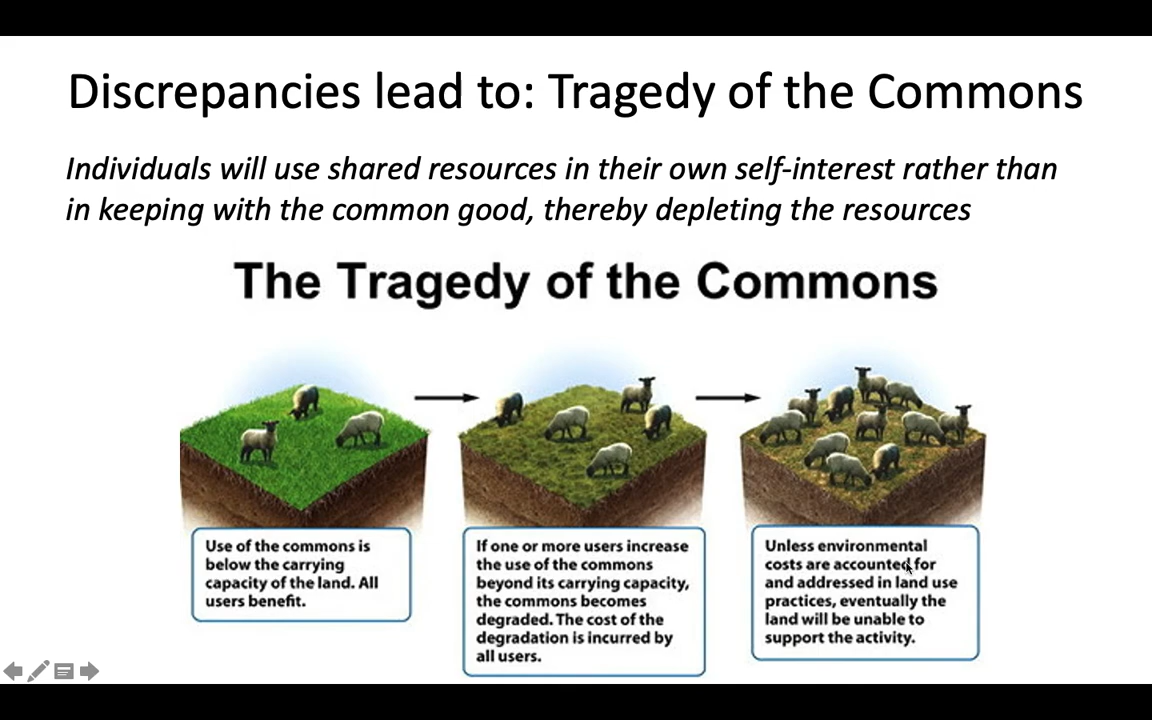 Discrepancies lead to: Tragedy of the Commons
Individuals will use shared resources in their own self-interest rather than
in keeping with the common good, thereby depleting the resources
The Tragedy of the Commons
Use of the commons is
below the carrying
capacity of the land. All
users benefit.
If one or more users increase
the use of the commons
beyond its carrying capacity,
the commons becomes
degraded. The cost of the
degradation is incurred by
all users.
Unless environmental
costs are accounted for
and addressed in land use
practices, eventually the
land will be unable to
support the activity.